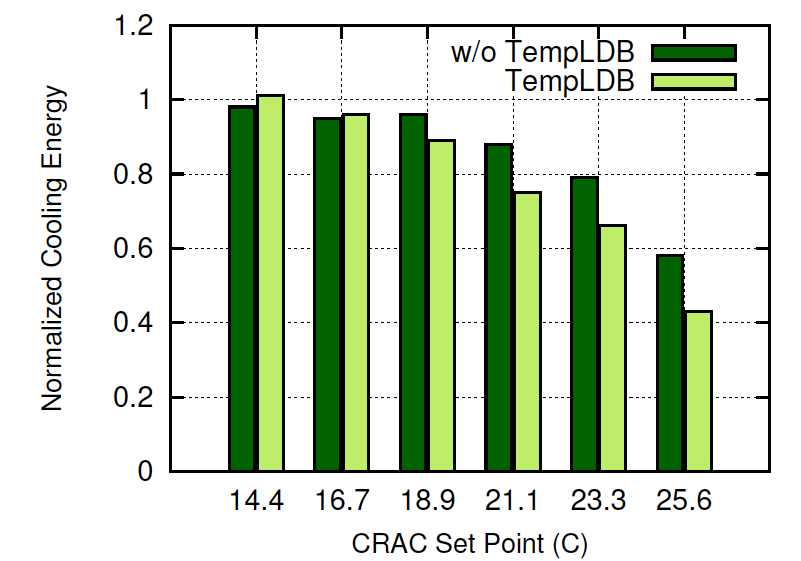 1.2
1
0.8
0.6
0.4
0.2
0
Normalized Cooling Energy
w/o TempLDB
TempLDB
14.4 16.7 18.9 21.1 23.3 25.6
CRAC Set Point (C)